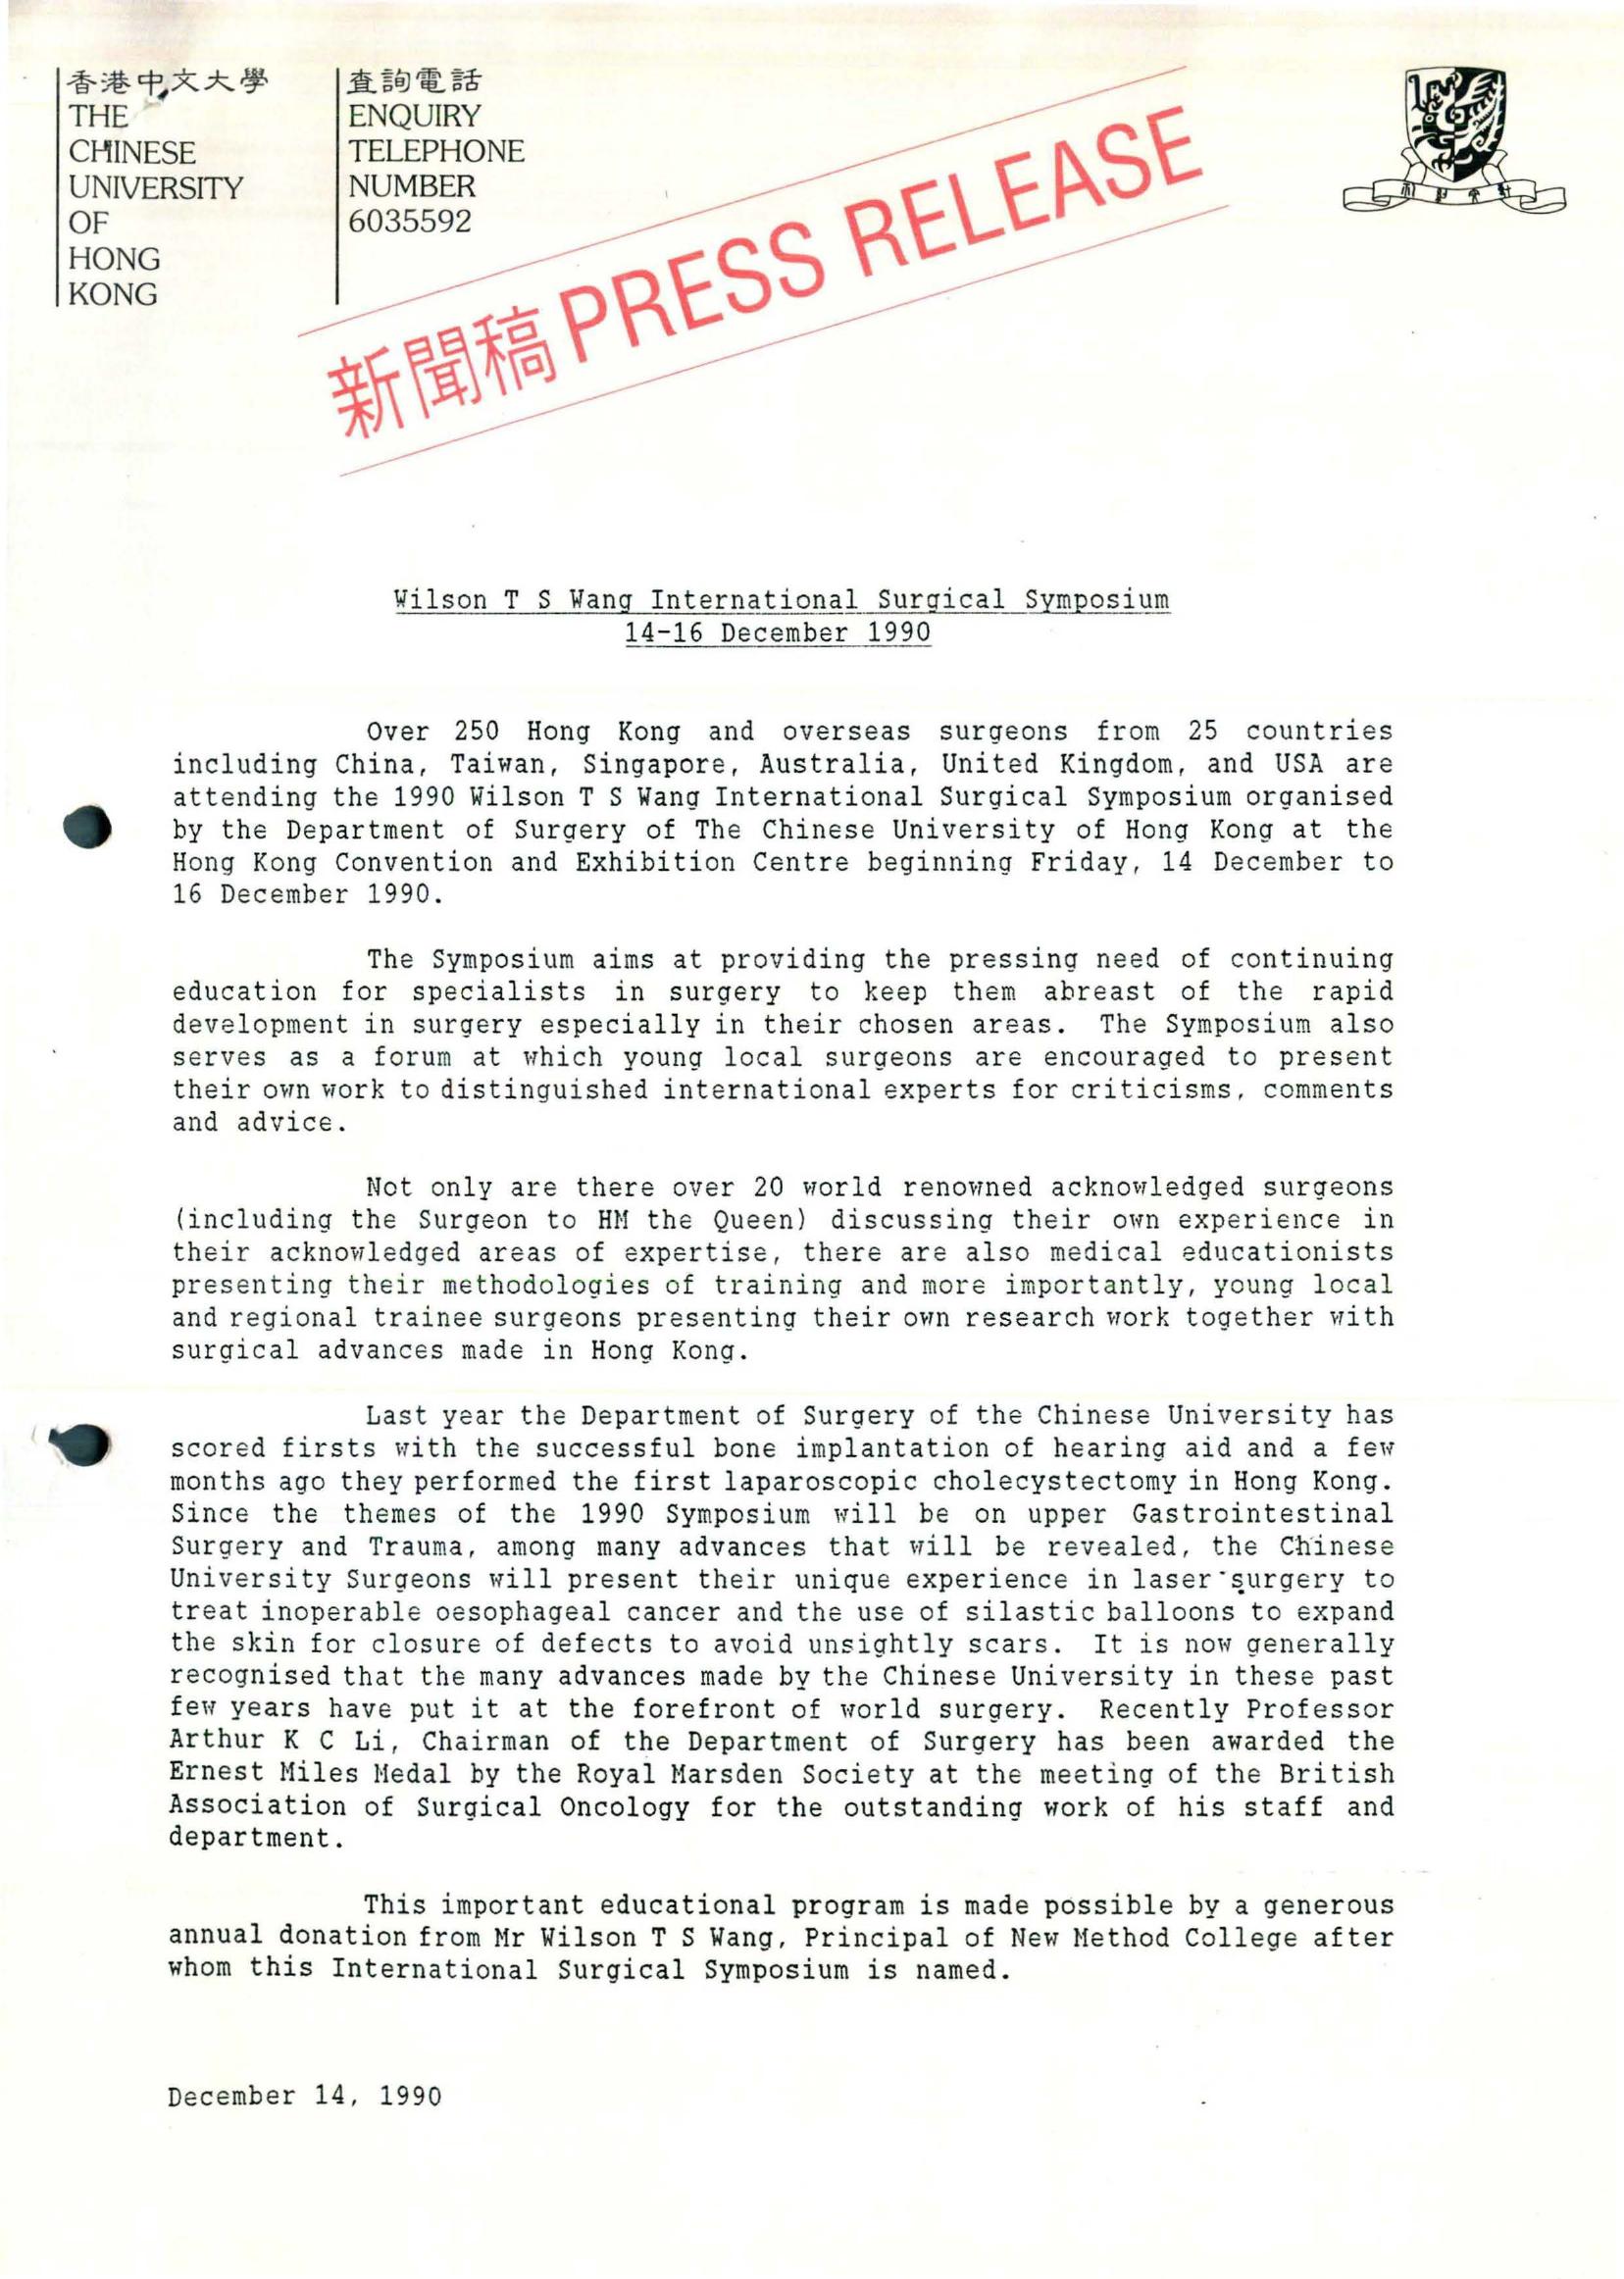 香港中文大學
THE
CHINESE
UNIVERSITY
OF
HONG
KONG
查詢電話
ENQUIRY
TELEPHONE
NUMBER
6035592
新聞稿 PRESS RELEASE
Wilson T S Wang International Surgical Symposium
14-16 December 1990
Over 250 Hong Kong and overseas surgeons from 25 countries
including China, Taiwan, Singapore, Australia, United Kingdom, and USA are
attending the 1990 Wilson T S Wang International Surgical Symposium organised
by the Department of Surgery of The Chinese University of Hong Kong at the
Hong Kong Convention and Exhibition Centre beginning Friday, 14 December to
16 December 1990.
The Symposium aims at providing the pressing need of continuing
education for specialists in surgery to keep them abreast of the rapid
development in surgery especially in their chosen areas. The Symposium also
serves as a forum at which young local surgeons are encouraged to present
their own work to distinguished international experts for criticisms, comments
and advice.
Not only are there over 20 world renowned acknowledged surgeons
(including the Surgeon to HM the Queen) discussing their own experience in
their acknowledged areas of expertise, there are also medical educationists
presenting their methodologies of training and more importantly, young local
and regional trainee surgeons presenting their own research work together with
surgical advances made in Hong Kong.
Last year the Department of Surgery of the Chinese University has
scored firsts with the successful bone implantation of hearing aid and a few
months ago they performed the first laparoscopic cholecystectomy in Hong Kong.
Since the themes of the 1990 Symposium will be on upper Gastrointestinal
Surgery and Trauma, among many advances that will be revealed, the Chinese
University Surgeons will present their unique experience in laser surgery to
treat inoperable oesophageal cancer and the use of silastic balloons to expand
the skin for closure of defects to avoid unsightly scars. It is now generally
recognised that the many advances made by the Chinese University in these past
few years have put it at the forefront of world surgery. Recently Professor
Arthur K C Li, Chairman of the Department of Surgery has been awarded the
Ernest Miles Medal by the Royal Marsden Society at the meeting of the British
Association of Surgical Oncology for the outstanding work of his staff and
department.
This important educational program is made possible by a generous
annual donation from Mr Wilson T S Wang, Principal of New Method College after
whom this International Surgical Symposium is named.
December 14, 1990